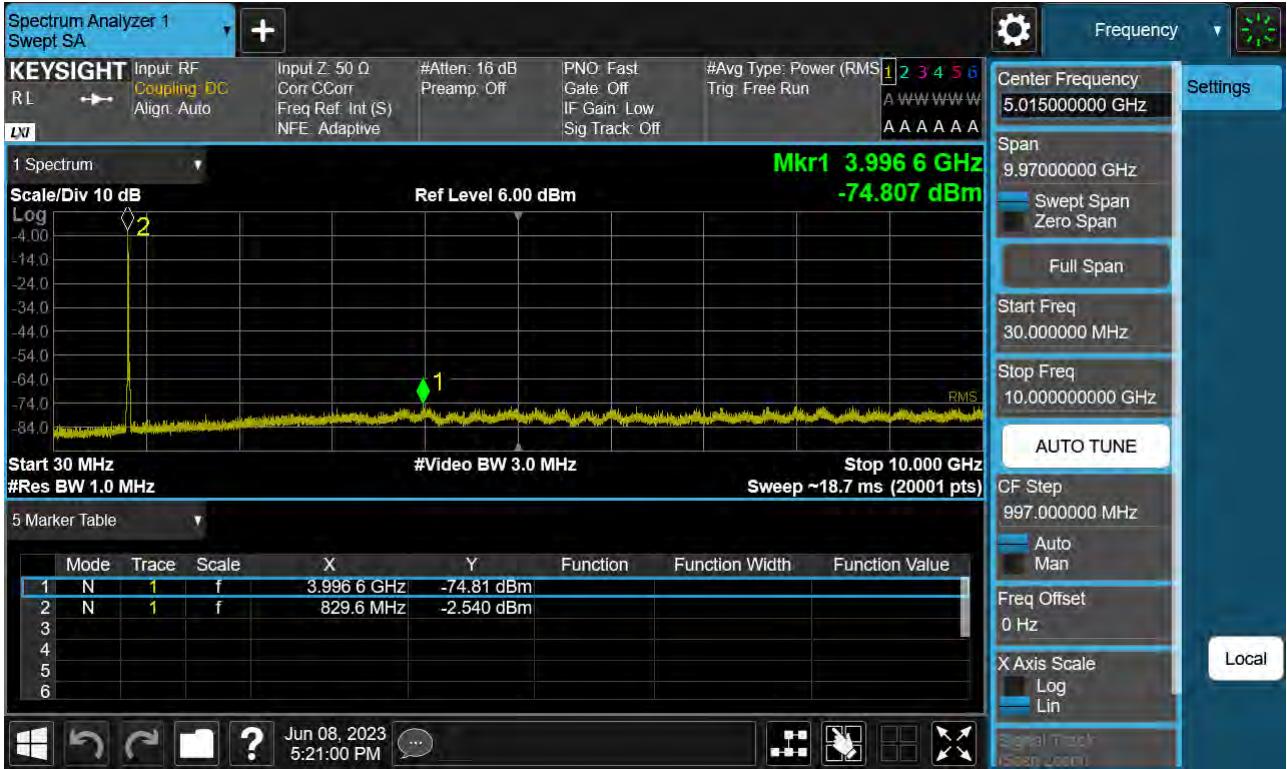 Spectrum Analyzer 1
Swept SA
+
Frequency
KEYSIGHT
RL
LXI
Input: RF
Coupling: DC
Align: Auto
Input Z: 50 Ω
Corr CCorr
Freq Ref: Int (S)
NFE: Adaptive
#Atten: 16 dB
Preamp: Off
PNO: Fast
Gate: Off
IF Gain: Low
Sig Track: Off
#Avg Type: Power (RMS
Trig: Free Run
1 2 3 4 5 6
A W W W W W
A A A A A A
1 Spectrum
Mkr1 3.996 6 GHz
-74.807 dBm
Scale/Div 10 dB
Ref Level 6.00 dBm
Log
-4.00
-14.0
-24.0
-34.0
-44.0
-54.0
-64.0
-74.0
-84.0
2
1
RMS
Start 30 MHz
#Video BW 3.0 MHz
Stop 10.000 GHz
#Res BW 1.0 MHz
Sweep ~18.7 ms (20001 pts)
5 Marker Table
Mode Trace Scale X Y Function Function Width Function Value
1 N 1 f 3.996 6 GHz -74.81 dBm
2 N 1 f 829.6 MHz -2.540 dBm
3
4
5
6
Jun 08, 2023
5:21:00 PM
?
Center Frequency
5.015000000 GHz
Settings
Span
9.97000000 GHz
Swept Span
Zero Span
Full Span
Start Freq
30.000000 MHz
Stop Freq
10.000000000 GHz
AUTO TUNE
CF Step
997.000000 MHz
Auto
Man
Freq Offset
0 Hz
X Axis Scale
Log
Lin
Local
Signal Track
(Span Zoom)